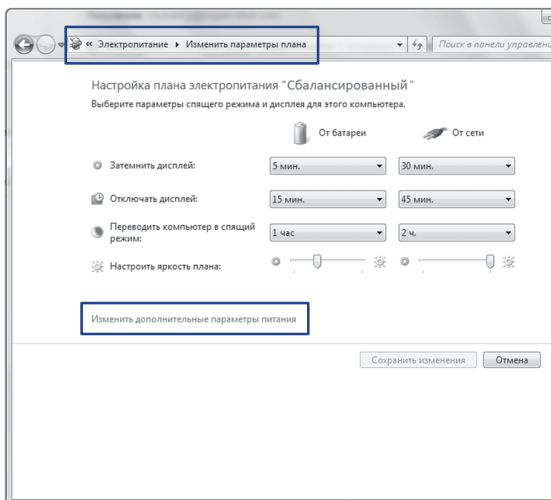 « Электропитание ▸ Изменить параметры плана
Поиск в панели управлени
Настройка плана электропитания "Сбалансированный"
Выберите параметры спящего режима и дисплея для этого компьютера.
От батареи
От сети
Затемнить дисплей:
5 мин.
30 мин.
Отключать дисплей:
15 мин.
45 мин.
Переводить компьютер в спящий
режим:
1 час
2 ч.
Настроить яркость плана:
Изменить дополнительные параметры питания
Сохранить изменения
Отмена